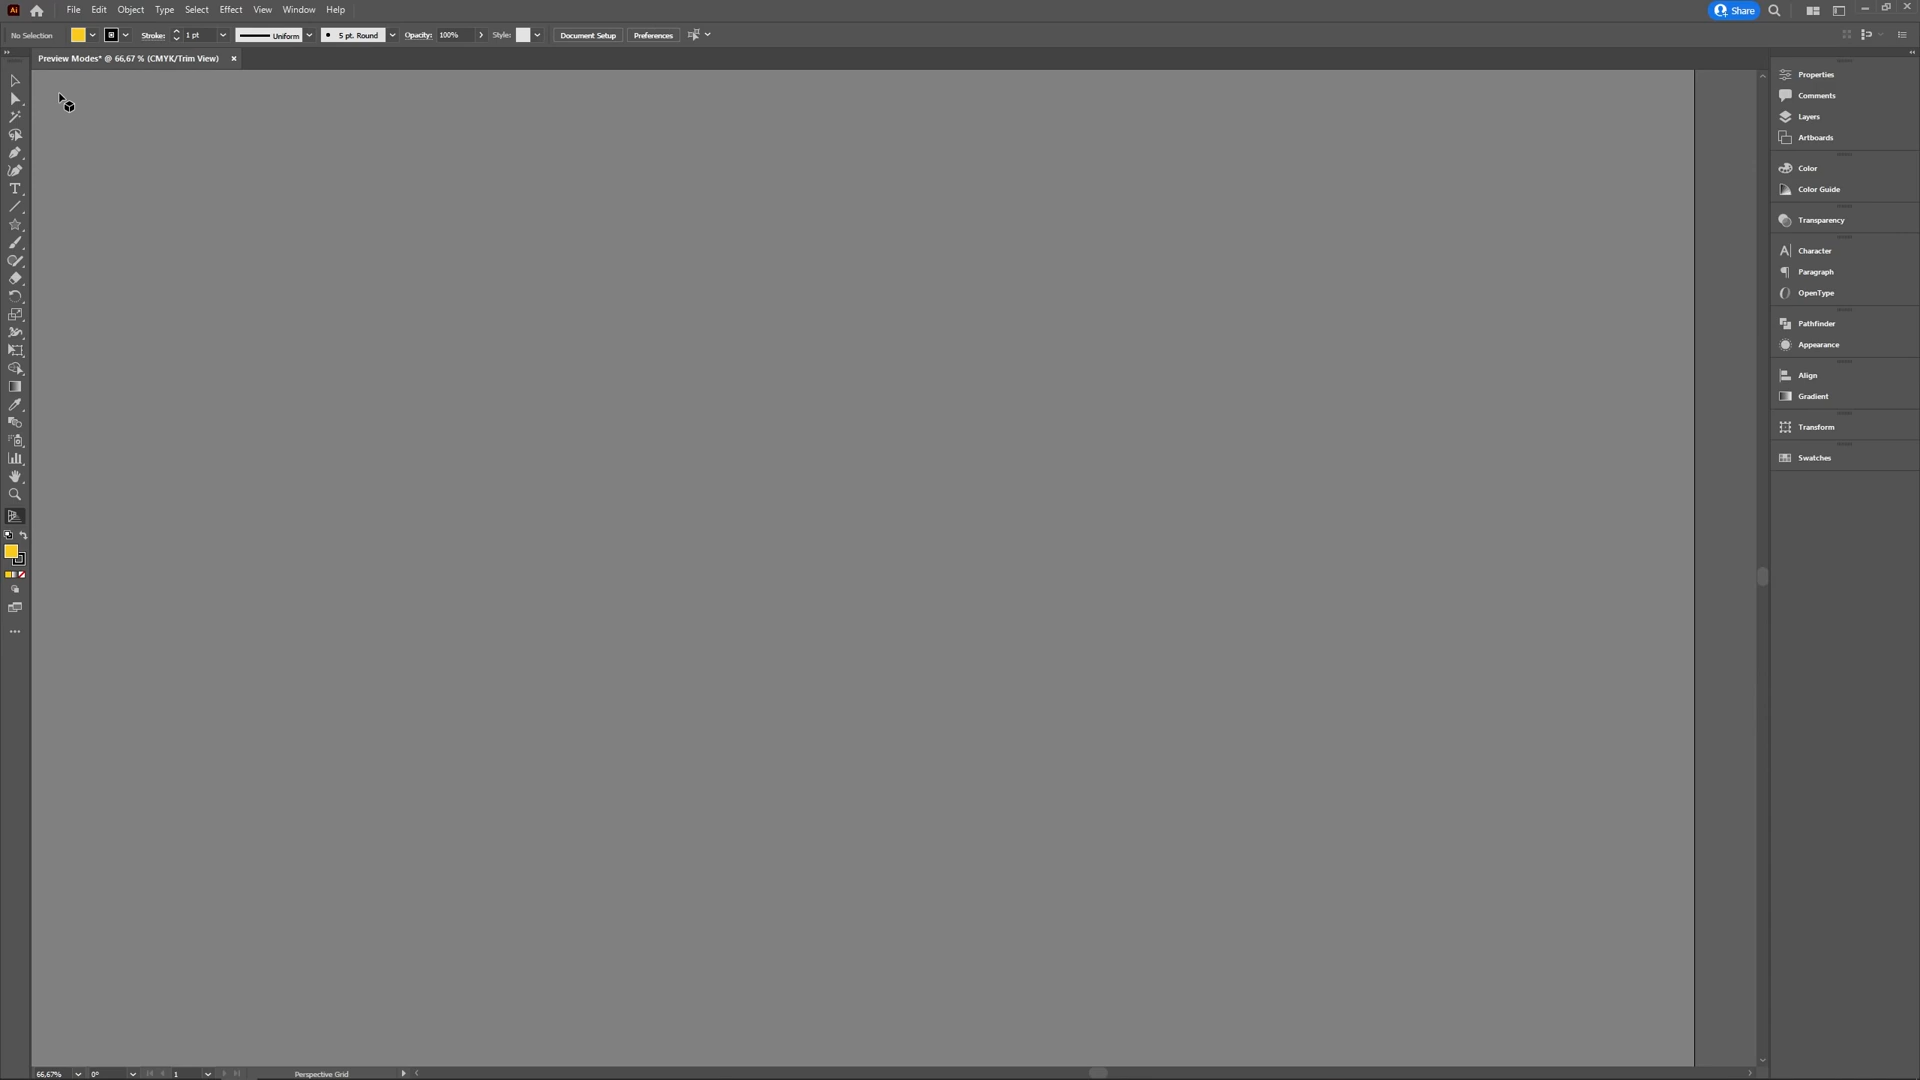 Ai File Edit Object Type Select Effect View Window Help Share
No Selection Stroke: 1 pt Uniform 5 pt. Round Opacity: 100% Style: Document Setup Preferences
Preview Modes* @ 66,67 % (CMYK/Trim View) ×
Properties
Comments
Layers
Artboards
Color
Color Guide
Transparency
Character
Paragraph
OpenType
Pathfinder
Appearance
Align
Gradient
Transform
Swatches
66,67% 0° 1 Perspective Grid